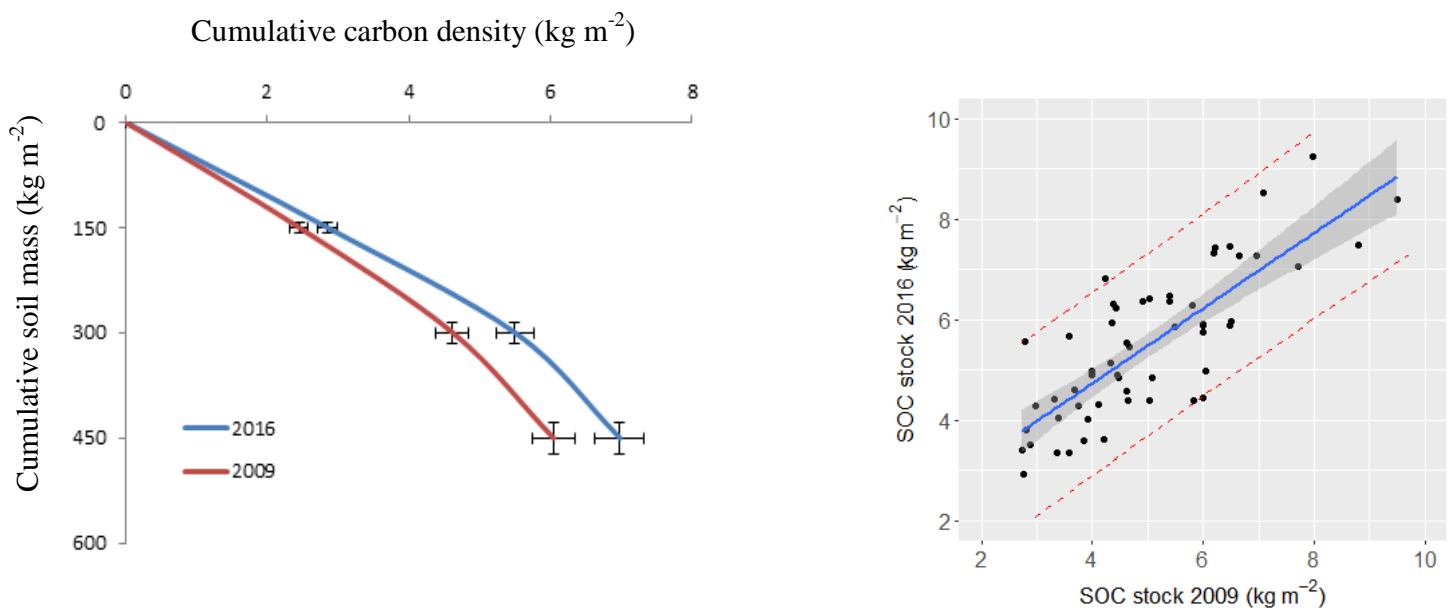 Cumulative carbon density (kg m⁻²)
0 2 4 6 8
Cumulative soil mass (kg m⁻²)
0
150
300
450
600
2016
2009
SOC stock 2016 (kg m⁻²)
10
8
6
4
2
2 4 6 8 10
SOC stock 2009 (kg m⁻²)